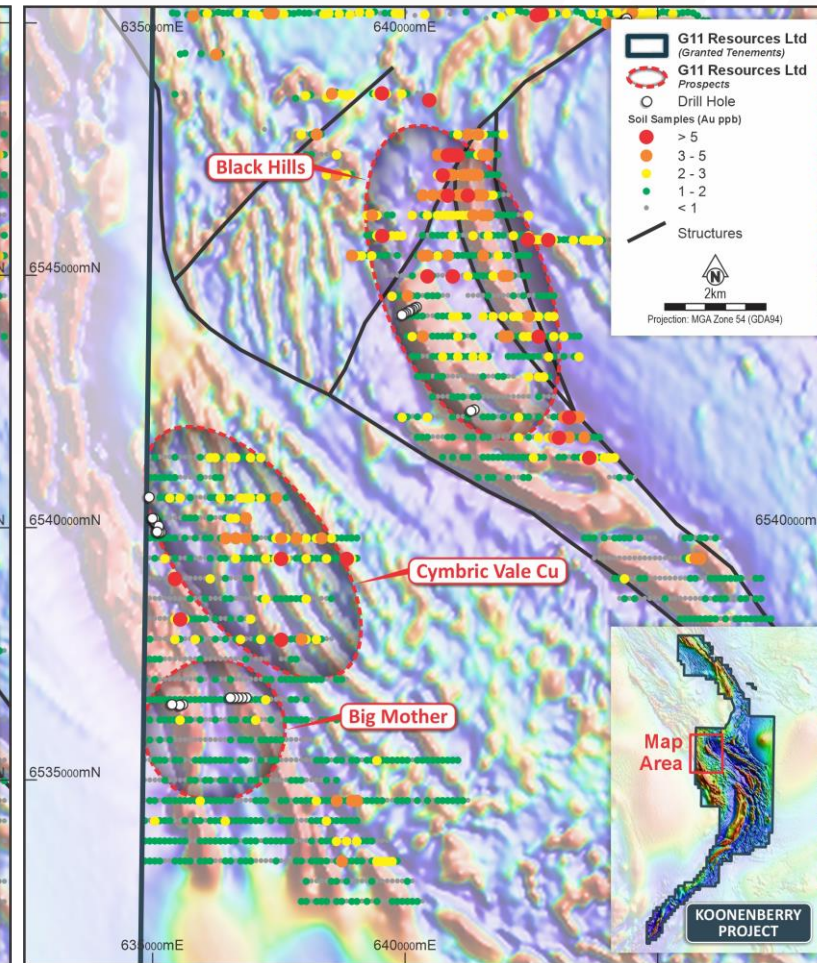 635000mE
640000mE
G11 Resources Ltd
(Granted Tenements)
G11 Resources Ltd
Prospects
Drill Hole
Soil Samples (Au ppb)
> 5
3 - 5
2 - 3
1 - 2
< 1
Structures
N
2km
Projection: MGA Zone 54 (GDA94)
Black Hills
N
6545000mN
N
6540000mN
6540000m
Cymbric Vale Cu
Big Mother
Map
Area
6535000mN
KOONENBERRY
PROJECT
635000mE
640000mE